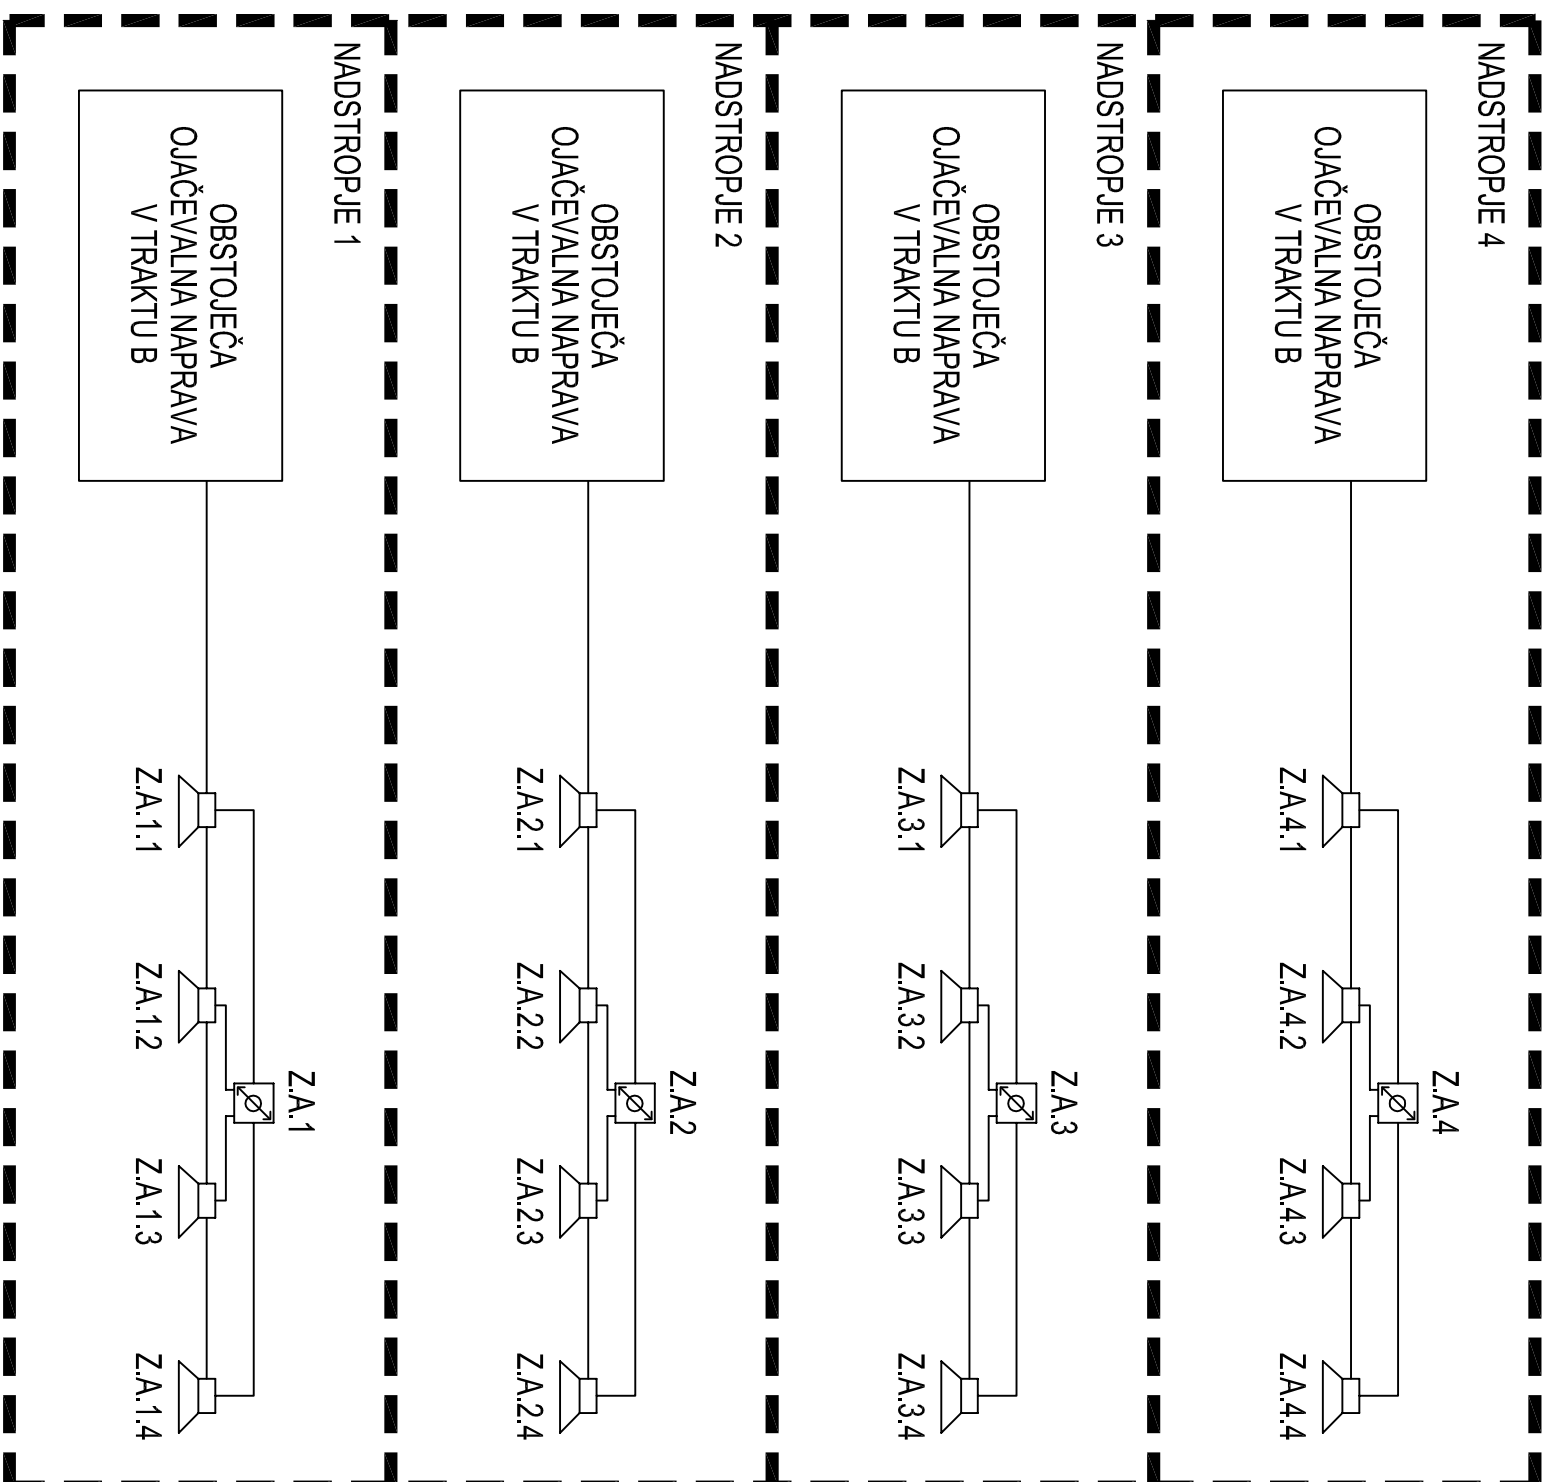 NADSTROPJE 4
OBSTOJEČA
OJAČEVALNA NAPRAVA
V TRAKTU B
Z.A.4
Z.A.4.1
Z.A.4.2
Z.A.4.3
Z.A.4.4
NADSTROPJE 3
OBSTOJEČA
OJAČEVALNA NAPRAVA
V TRAKTU B
Z.A.3
Z.A.3.1
Z.A.3.2
Z.A.3.3
Z.A.3.4
NADSTROPJE 2
OBSTOJEČA
OJAČEVALNA NAPRAVA
V TRAKTU B
Z.A.2
Z.A.2.1
Z.A.2.2
Z.A.2.3
Z.A.2.4
NADSTROPJE 1
OBSTOJEČA
OJAČEVALNA NAPRAVA
V TRAKTU B
Z.A.1
Z.A.1.1
Z.A.1.2
Z.A.1.3
Z.A.1.4